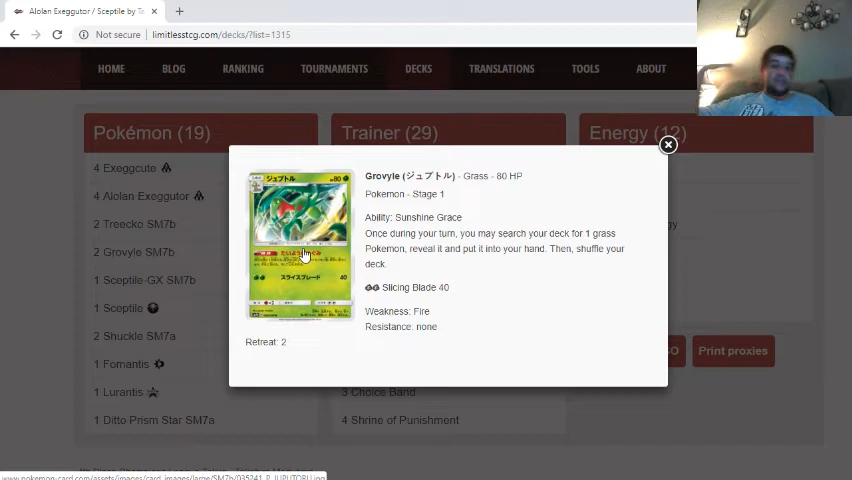 Alolan Exeggutor / Sceptile by Ta
Not secure | limitlesstcg.com/decks/?list=1315
HOME
BLOG
RANKING
TOURNAMENTS
DECKS
TRANSLATIONS
TOOLS
ABOUT
Pokémon (19)
Trainer (29)
Energy (12)
4 Exeggcute
4 Alolan Exeggutor
2 Treecko SM7b
2 Grovyle SM7b
1 Sceptile-GX SM7b
1 Sceptile
2 Shuckle SM7a
1 Fomantis
1 Lurantis
1 Ditto Prism Star SM7a
ジュプトル
80
スライスブレード 40
Grovyle (ジュプトル) - Grass - 80 HP
Pokemon - Stage 1
Ability: Sunshine Grace
Once during your turn, you may search your deck for 1 grass
Pokemon, reveal it and put it into your hand. Then, shuffle your
deck.
Slicing Blade 40
Weakness: Fire
Resistance: none
Retreat: 2
Print proxies
3 Choice Band
4 Shrine of Punishment